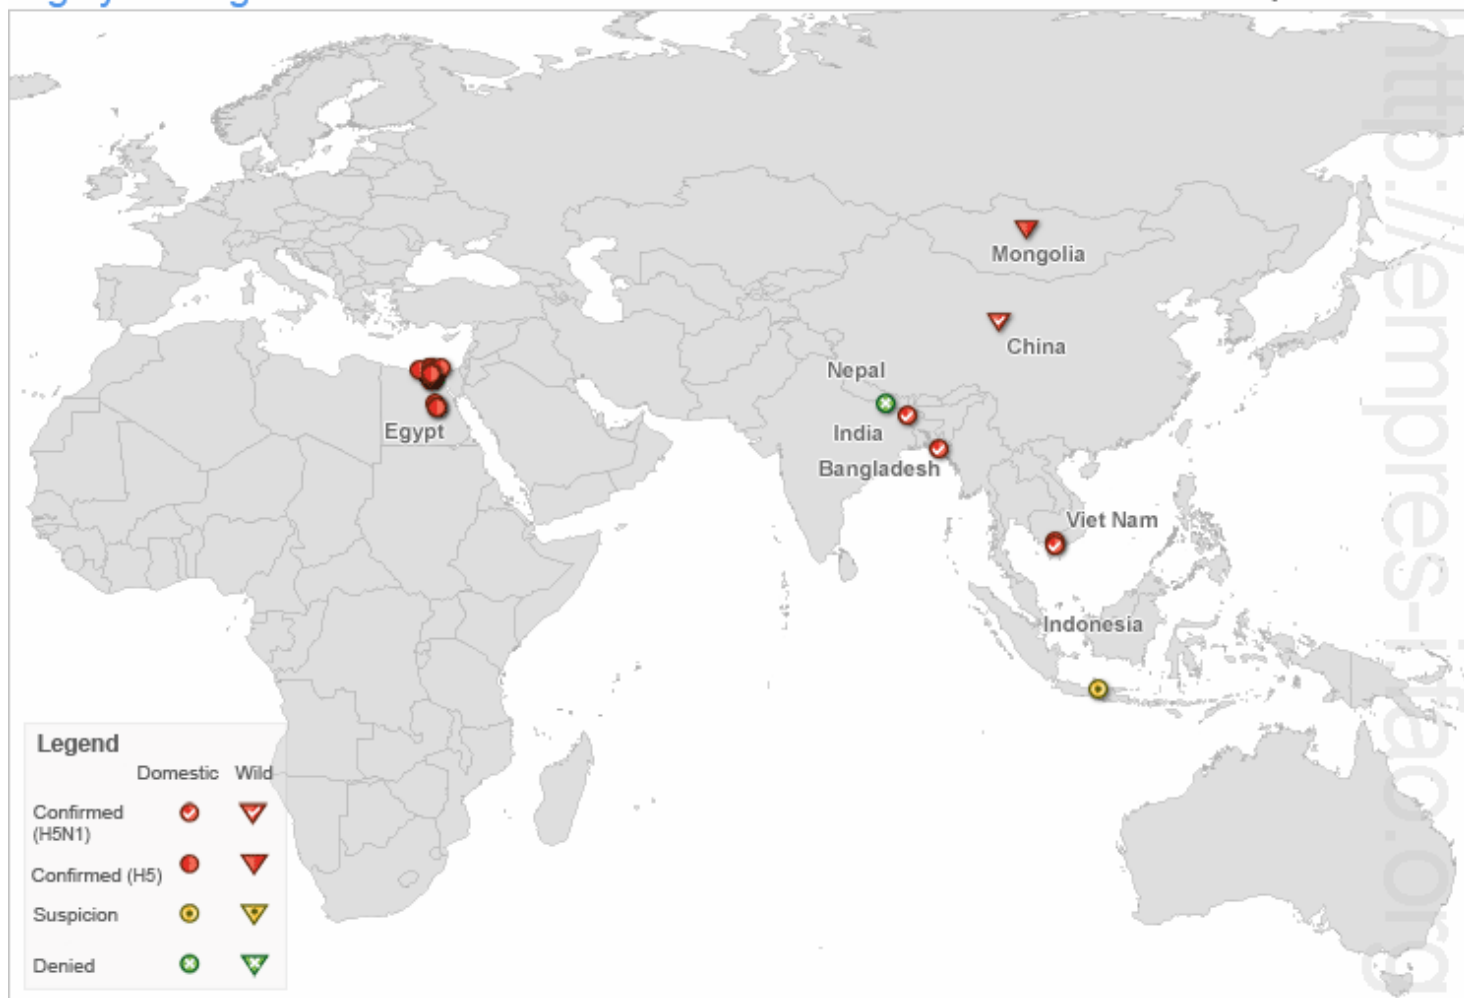 Mongolia
China
Nepal
India
Bangladesh
Egypt
Viet Nam
Indonesia
Legend
Domestic Wild
Confirmed
(H5N1)
Confirmed (H5)
Suspicion
Denied
http://empres-i.fao.org